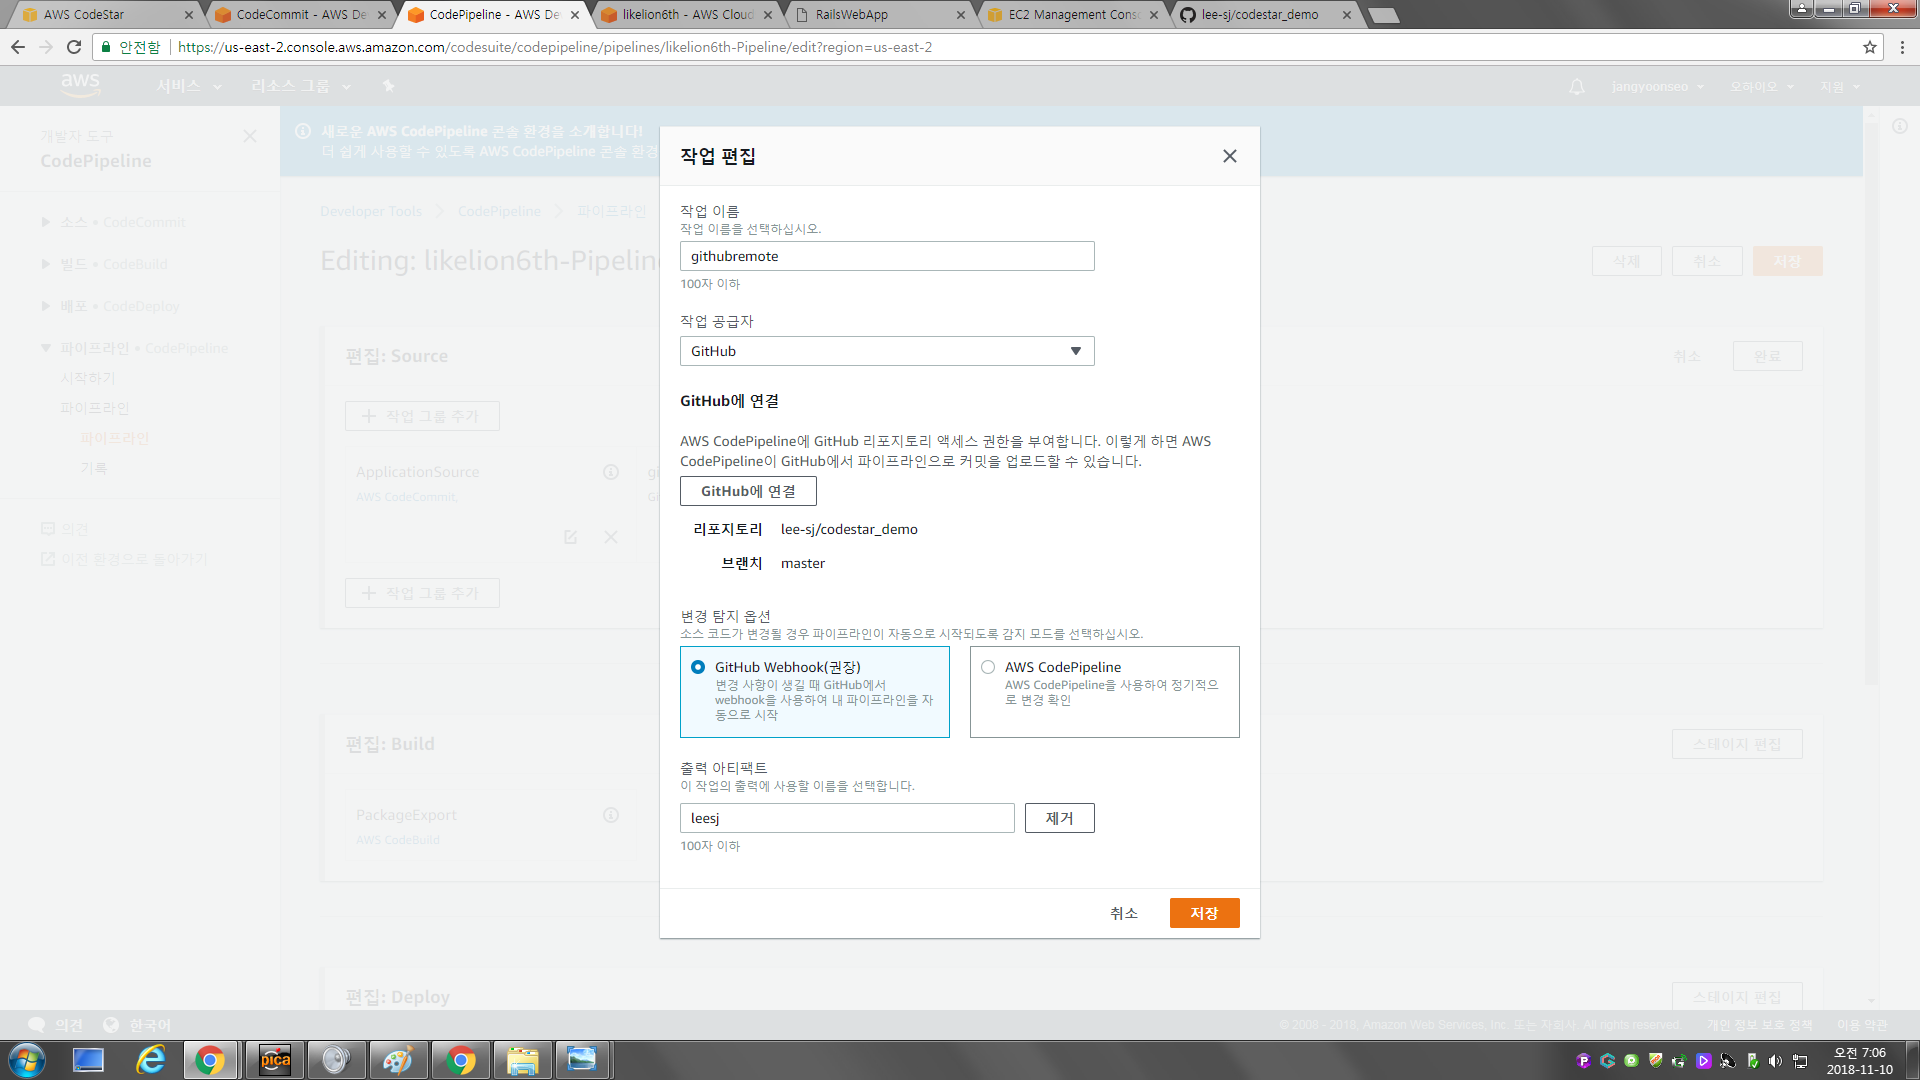 AWS CodeStar
CodeCommit - AWS De
CodePipeline - AWS De
likelion6th - AWS Cloud
RailsWebApp
EC2 Management Conso
lee-sj/codestar_demo
안전함
https://us-east-2.console.aws.amazon.com/codesuite/codepipeline/pipelines/likelion6th-Pipeline/edit?region=us-east-2
aws
서비스
리소스 그룹
jangyoonseo
오하이오
지원
개발자 도구
CodePipeline
소스 • CodeCommit
빌드 • CodeBuild
배포 • CodeDeploy
파이프라인 • CodePipeline
시작하기
파이프라인
파이프라인
기록
의견
이전 환경으로 돌아가기
새로운 AWS CodePipeline 콘솔 환경을 소개합니다!
더 쉽게 사용할 수 있도록 AWS CodePipeline 콘솔 환경
Developer Tools
CodePipeline
파이프라인
Editing: likelion6th-Pipeline
삭제
취소
저장
편집: Source
취소
완료
작업 그룹 추가
ApplicationSource
AWS CodeCommit,
작업 그룹 추가
편집: Build
스테이지 편집
PackageExport
AWS CodeBuild
편집: Deploy
스테이지 편집
작업 편집
작업 이름
작업 이름을 선택하십시오.
githubremote
100자 이하
작업 공급자
GitHub
GitHub에 연결
AWS CodePipeline에 GitHub 리포지토리 액세스 권한을 부여합니다. 이렇게 하면 AWS
CodePipeline이 GitHub에서 파이프라인으로 커밋을 업로드할 수 있습니다.
GitHub에 연결
리포지토리 lee-sj/codestar_demo
브랜치 master
변경 탐지 옵션
소스 코드가 변경될 경우 파이프라인이 자동으로 시작되도록 감지 모드를 선택하십시오.
GitHub Webhook(권장)
변경 사항이 생길 때 GitHub에서
webhook을 사용하여 내 파이프라인을 자
동으로 시작
AWS CodePipeline
AWS CodePipeline을 사용하여 정기적으
로 변경 확인
출력 아티팩트
이 작업의 출력에 사용할 이름을 선택합니다.
leesj
제거
100자 이하
취소
저장
의견
한국어
© 2008 - 2018, Amazon Web Services, Inc. 또는 자회사. All rights reserved.
개인 정보 보호 정책
이용 약관
pica
오전 7:06
2018-11-10